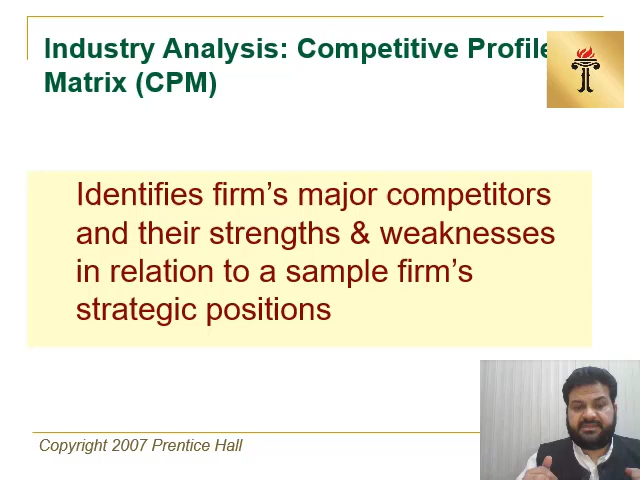 Industry Analysis: Competitive Profile
Matrix (CPM)
Identifies firm's major competitors
and their strengths & weaknesses
in relation to a sample firm's
strategic positions
Copyright 2007 Prentice Hall